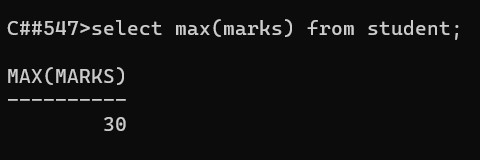 C##547>select max(marks) from student;
MAX(MARKS)
----------
30